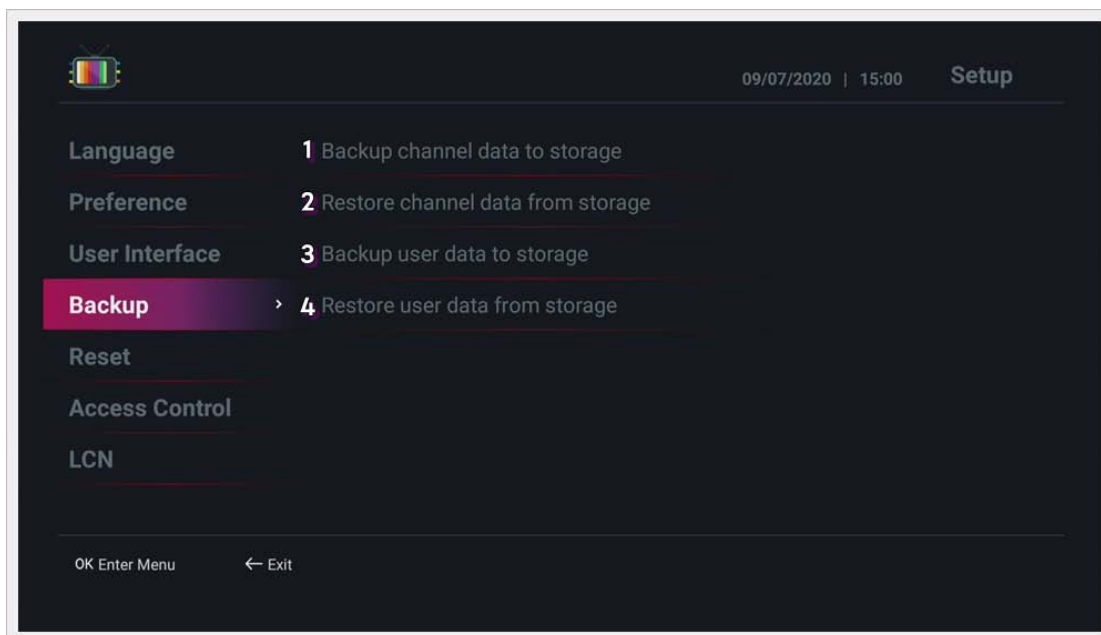 09/07/2020 | 15:00 Setup
Language
1 Backup channel data to storage
Preference
2 Restore channel data from storage
User Interface
3 Backup user data to storage
Backup ›
4 Restore user data from storage
Reset
Access Control
LCN
OK Enter Menu
← Exit